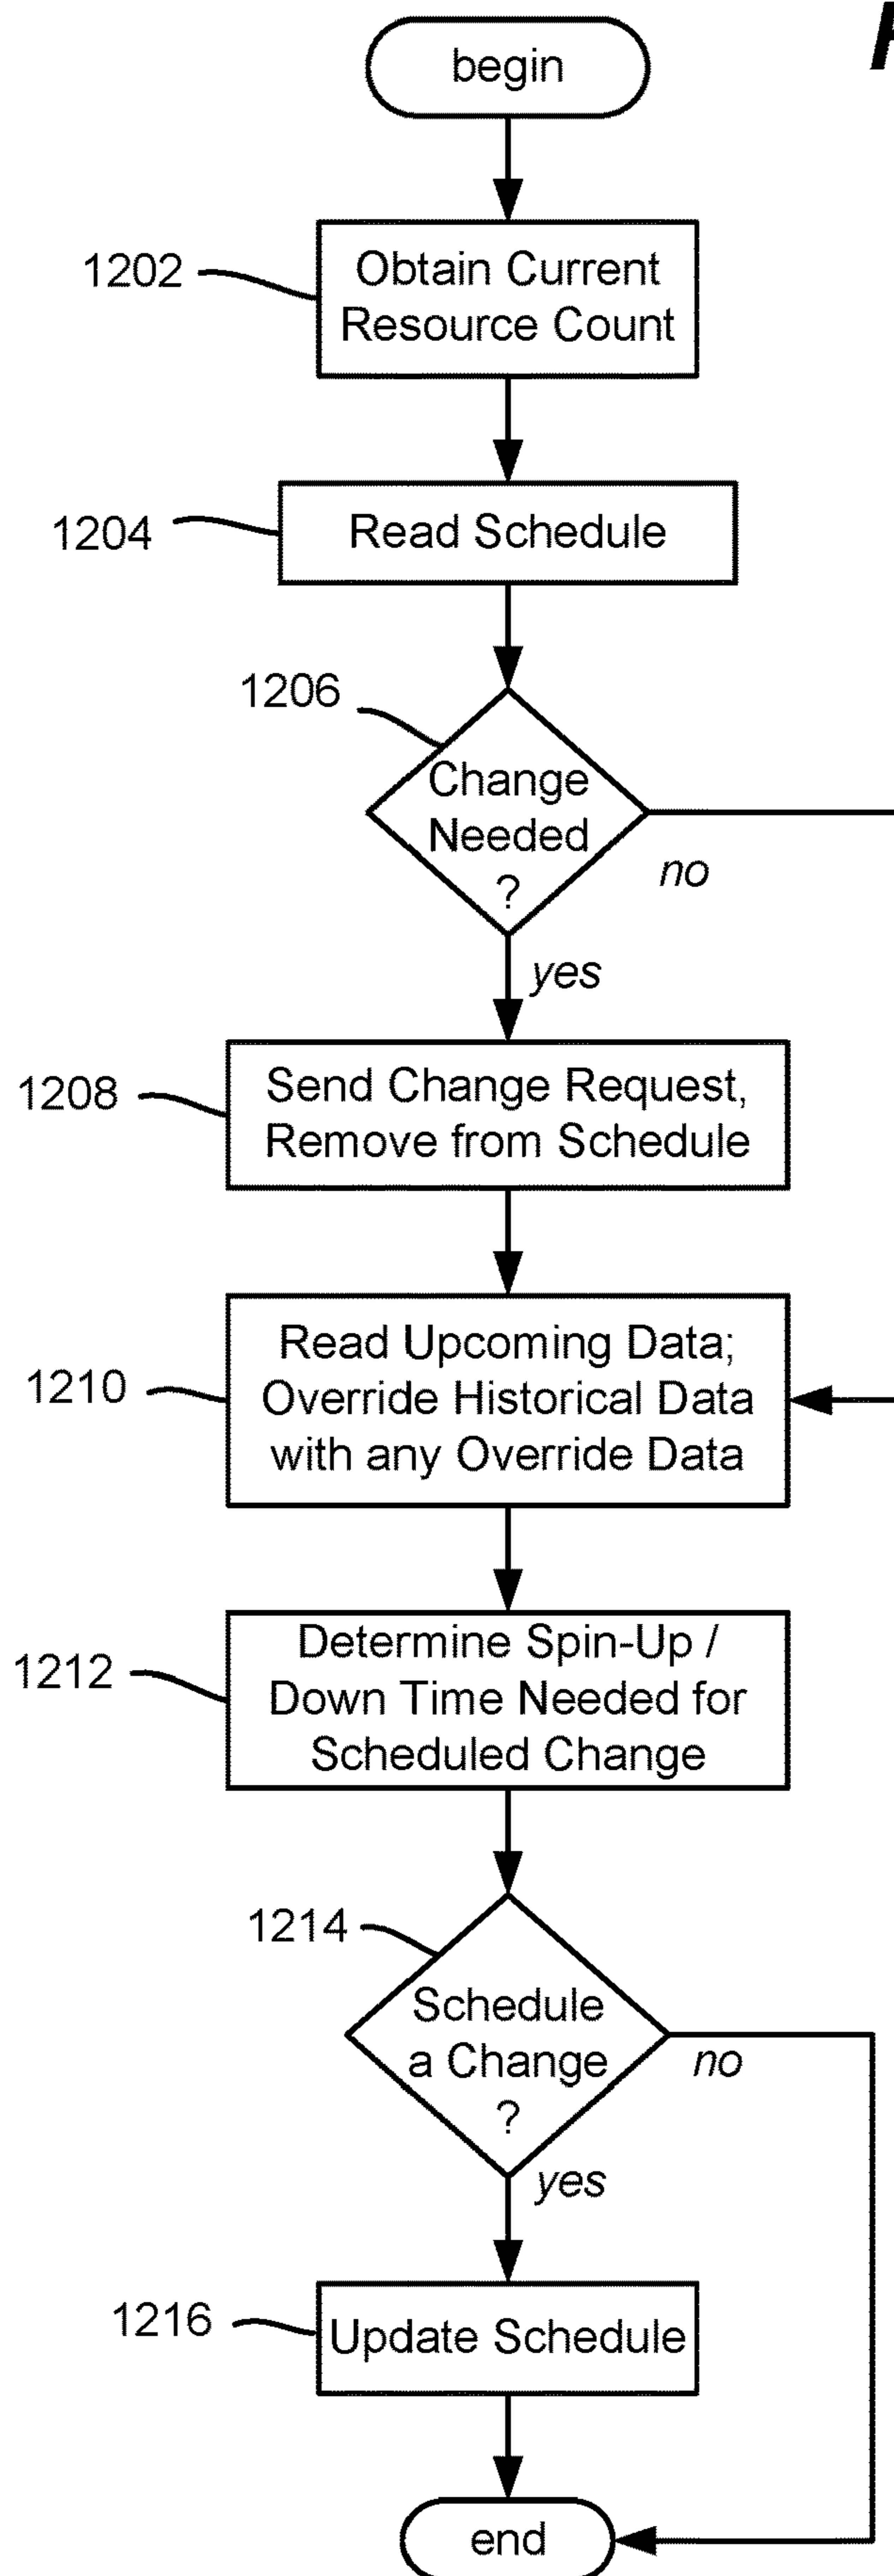 begin
1202
Obtain Current
Resource Count
1204
Read Schedule
1206
Change
Needed
?
no
yes
1208
Send Change Request,
Remove from Schedule
1210
Read Upcoming Data;
Override Historical Data
with any Override Data
1212
Determine Spin-Up /
Down Time Needed for
Scheduled Change
1214
Schedule
a Change
?
no
yes
1216
Update Schedule
end